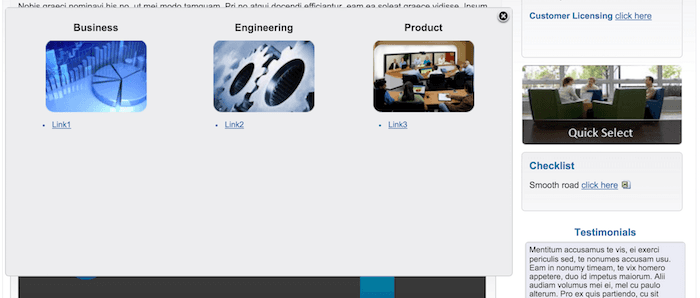 Nobis graeci nominavi his no, ut mei modo tamquam. Pri no atqui docendi efficiantur, eam ea soleat graece vidisse. Ipsum
Business
Engineering
Product
Link1
Link2
Link3
Customer Licensing click here
Quick Select
Checklist
Smooth road click here
Testimonials
Mentitum accusamus te vis, ei exerci
periculis sed, te nonumes accusam usu.
Eam in nonumy timeam, te vix homero
appetere, duo id impetus maiorum. Alii
audiam volumus mei ei, mel cu paulo
alterum. Pro ex quis partiendo, cu sit